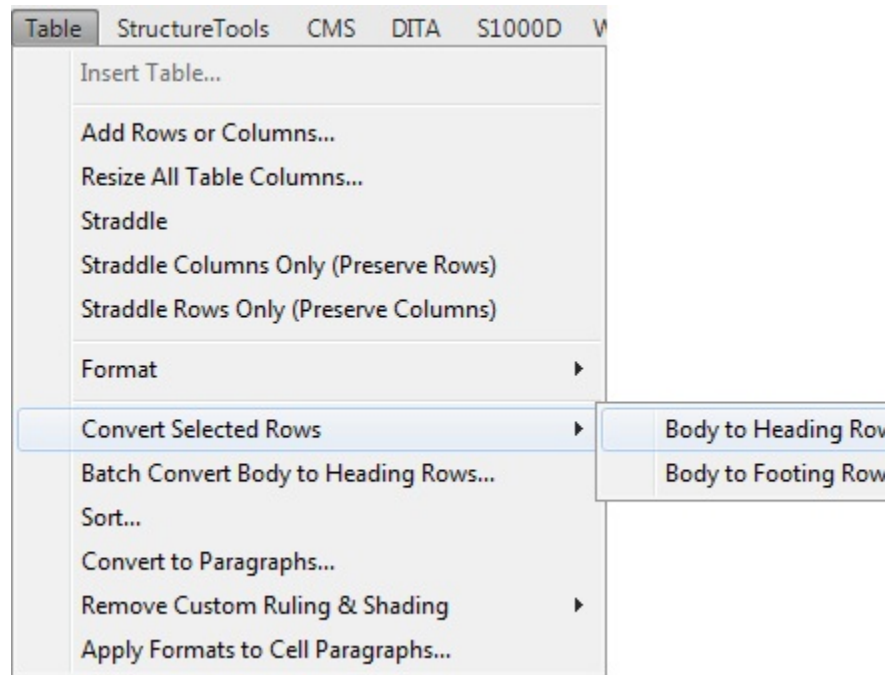 Table StructureTools CMS DITA S1000D
Insert Table...
Add Rows or Columns...
Resize All Table Columns...
Straddle
Straddle Columns Only (Preserve Rows)
Straddle Rows Only (Preserve Columns)
Format
Convert Selected Rows
Body to Heading Row
Batch Convert Body to Heading Rows...
Body to Footing Row
Sort...
Convert to Paragraphs...
Remove Custom Ruling & Shading
Apply Formats to Cell Paragraphs...